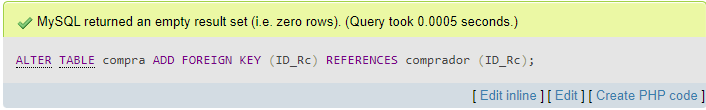 MySQL returned an empty result set (i.e. zero rows). (Query took 0.0005 seconds.)
ALTER TABLE compra ADD FOREIGN KEY (ID_Rc) REFERENCES comprador (ID_Rc);
[ Edit inline ] [ Edit ] [ Create PHP code ]